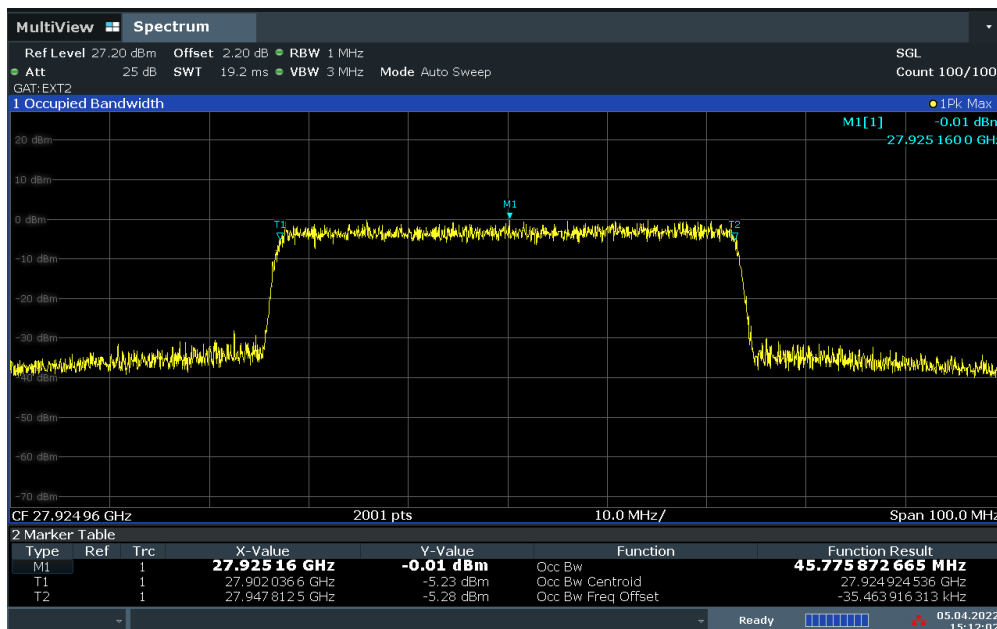 MultiView Spectrum
Ref Level 27.20 dBm Offset 2.20 dB RBW 1 MHz SGL
Att 25 dB SWT 19.2 ms VBW 3 MHz Mode Auto Sweep Count 100/100
GAT:EXT2
1 Occupied Bandwidth 1Pk Max
M1[1] -0.01 dBm
27.925 160 0 GHz
20 dBm
10 dBm
M1
0 dBm
T1 T2
-10 dBm
-20 dBm
-30 dBm
-40 dBm
-50 dBm
-60 dBm
-70 dBm
CF 27.92496 GHz 2001 pts 10.0 MHz/ Span 100.0 MHz
2 Marker Table
Type Ref Trc X-Value Y-Value Function Function Result
M1 1 27.92516 GHz -0.01 dBm Occ Bw 45.775 872 665 MHz
T1 1 27.902 036 6 GHz -5.23 dBm Occ Bw Centroid 27.924 924 536 GHz
T2 1 27.947 812 5 GHz -5.28 dBm Occ Bw Freq Offset -35.463 916 313 kHz
Ready 05.04.2022
15:12:02